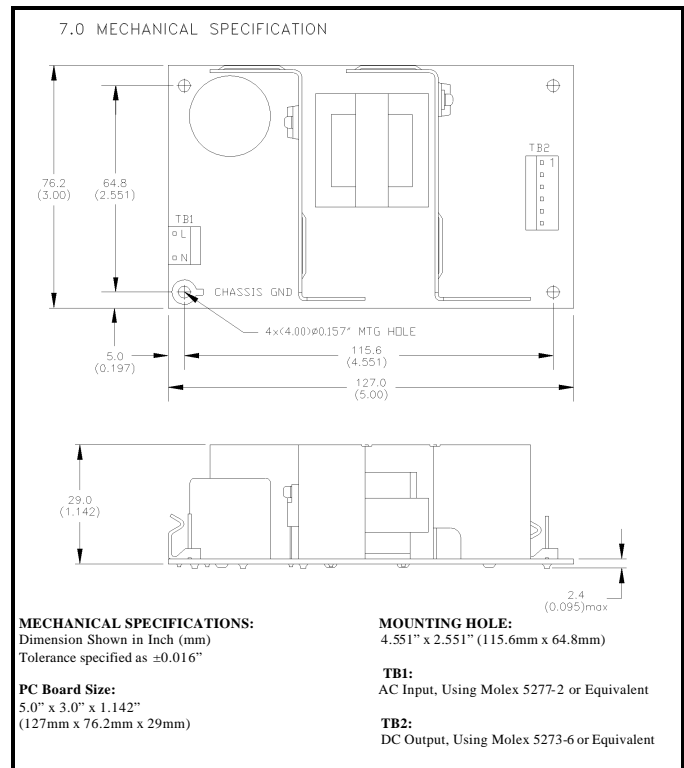 7.0 MECHANICAL SPECIFICATION
TB2
1
76.2
(3.00)
64.8
(2.551)
TB1
L
N
CHASSIS GND
4x(4.00)ø0.157" MTG HOLE
5.0
(0.197)
115.6
(4.551)
127.0
(5.00)
29.0
(1.142)
2.4
(0.095)max
MECHANICAL SPECIFICATIONS:
Dimension Shown in Inch (mm)
Tolerance specified as ±0.016”
PC Board Size:
5.0” x 3.0” x 1.142”
(127mm x 76.2mm x 29mm)
MOUNTING HOLE:
4.551” x 2.551” (115.6mm x 64.8mm)
TB1:
AC Input, Using Molex 5277-2 or Equivalent
TB2:
DC Output, Using Molex 5273-6 or Equivalent